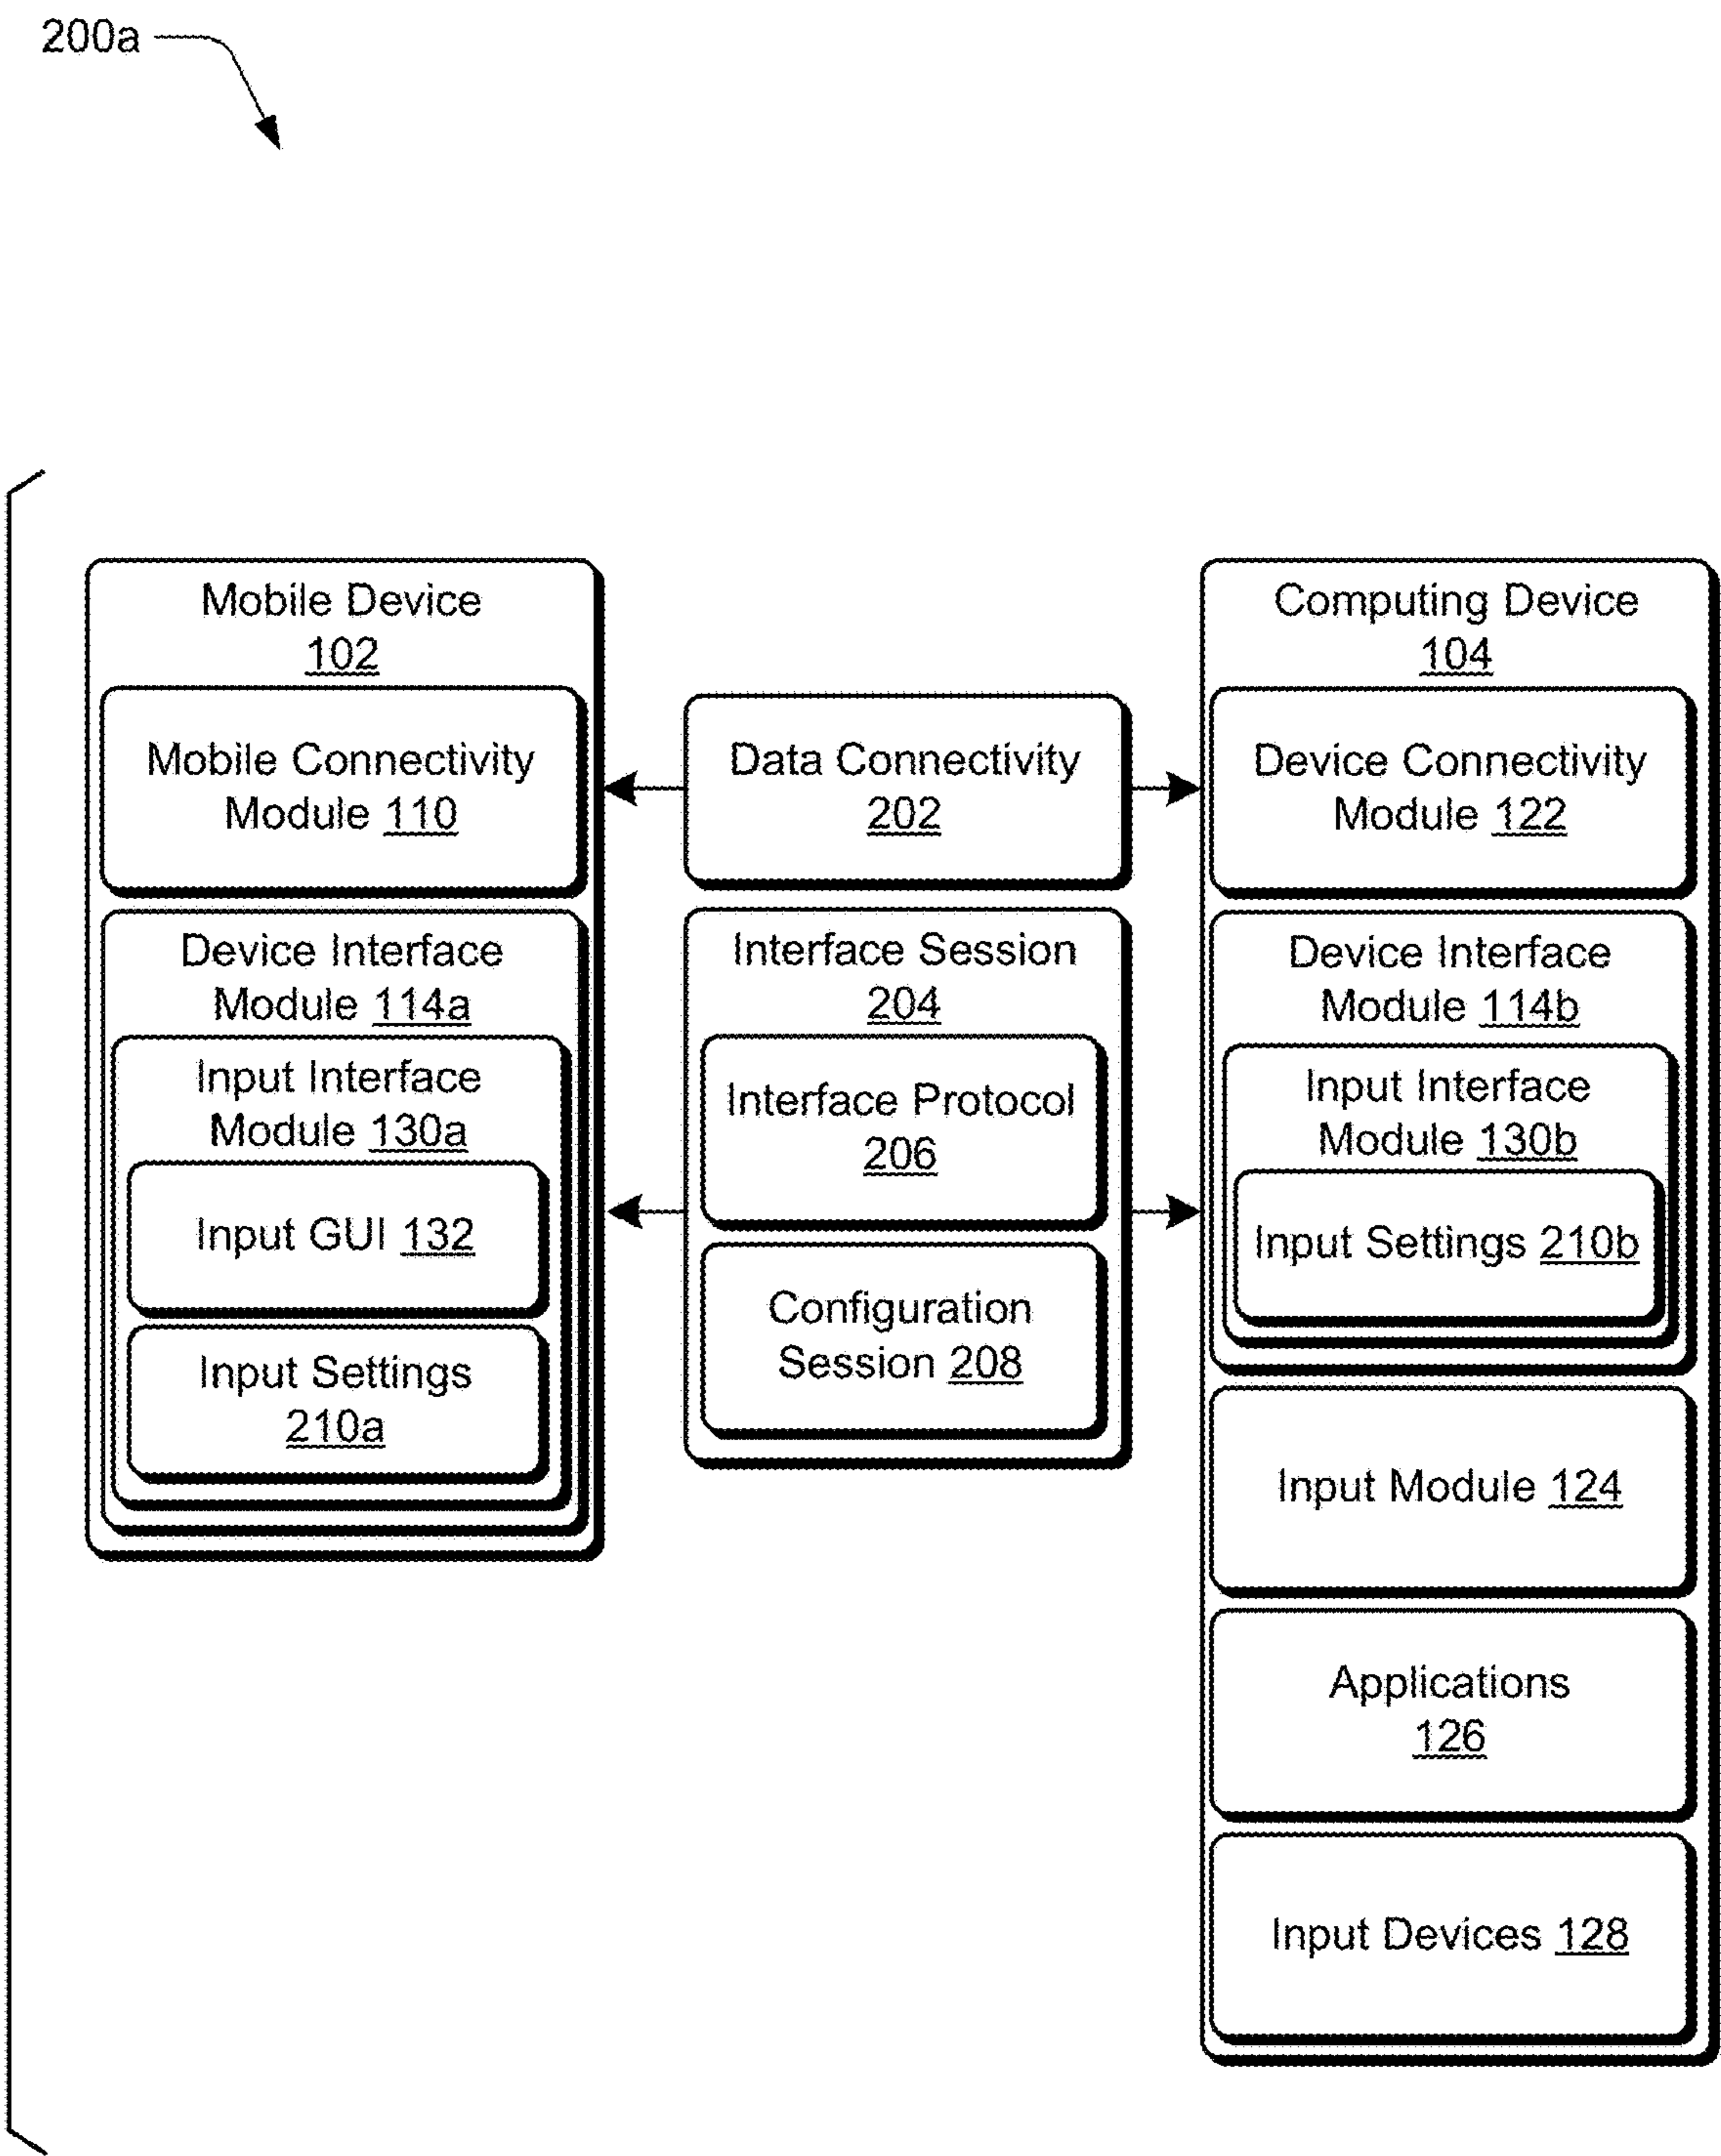 200a
Mobile Device
102
Mobile Connectivity
Module 110
Device Interface
Module 114a
Input Interface
Module 130a
Input GUI 132
Input Settings
210a
Data Connectivity
202
Interface Session
204
Interface Protocol
206
Configuration
Session 208
Computing Device
104
Device Connectivity
Module 122
Device Interface
Module 114b
Input Interface
Module 130b
Input Settings 210b
Input Module 124
Applications
126
Input Devices 128